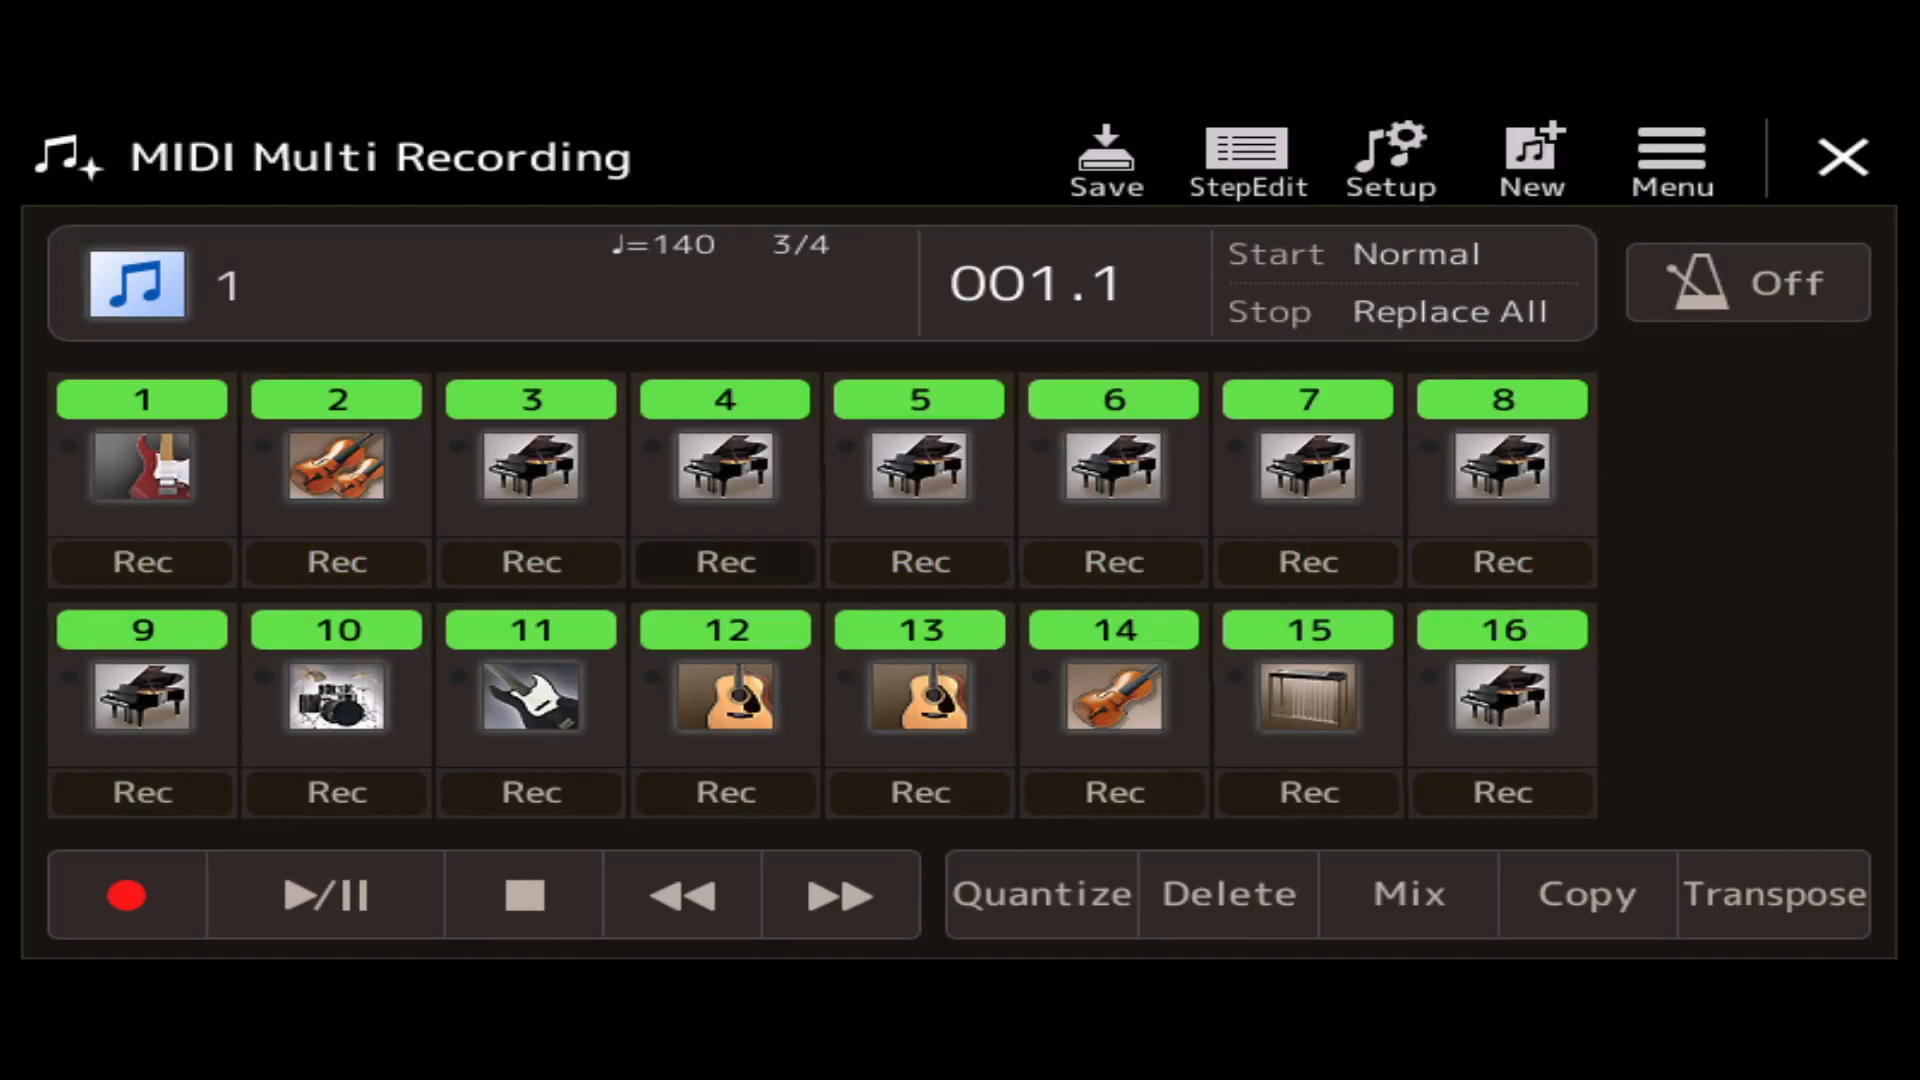 MIDI Multi Recording
Save StepEdit Setup New Menu
1 ♩=140 3/4 001.1
Start Normal
Stop Replace All
Off
1 2 3 4 5 6 7 8
Rec Rec Rec Rec Rec Rec Rec Rec
9 10 11 12 13 14 15 16
Rec Rec Rec Rec Rec Rec Rec Rec
Quantize Delete Mix Copy Transpose